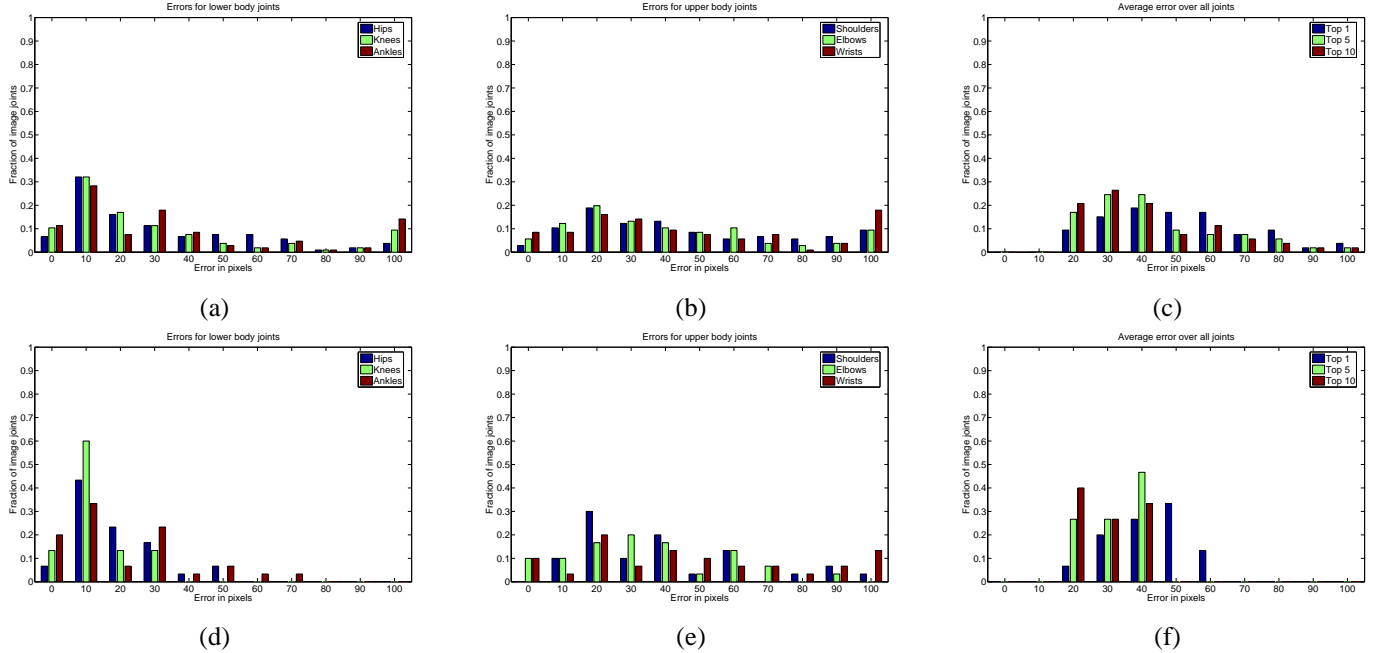 Errors for lower body joints
Hips
Knees
Ankles
Fraction of image joints
1
0.9
0.8
0.7
0.6
0.5
0.4
0.3
0.2
0.1
0
0 10 20 30 40 50 60 70 80 90 100
Error in pixels
(a)
Errors for upper body joints
Shoulders
Elbows
Wrists
Fraction of image joints
1
0.9
0.8
0.7
0.6
0.5
0.4
0.3
0.2
0.1
0
0 10 20 30 40 50 60 70 80 90 100
Error in pixels
(b)
Average error over all joints
Top 1
Top 5
Top 10
Fraction of image joints
1
0.9
0.8
0.7
0.6
0.5
0.4
0.3
0.2
0.1
0
0 10 20 30 40 50 60 70 80 90 100
Error in pixels
(c)
Errors for lower body joints
Hips
Knees
Ankles
Fraction of image joints
1
0.9
0.8
0.7
0.6
0.5
0.4
0.3
0.2
0.1
0
0 10 20 30 40 50 60 70 80 90 100
Error in pixels
(d)
Errors for upper body joints
Shoulders
Elbows
Wrists
Fraction of image joints
1
0.9
0.8
0.7
0.6
0.5
0.4
0.3
0.2
0.1
0
0 10 20 30 40 50 60 70 80 90 100
Error in pixels
(e)
Average error over all joints
Top 1
Top 5
Top 10
Fraction of image joints
1
0.9
0.8
0.7
0.6
0.5
0.4
0.3
0.2
0.1
0
0 10 20 30 40 50 60 70 80 90 100
Error in pixels
(f)